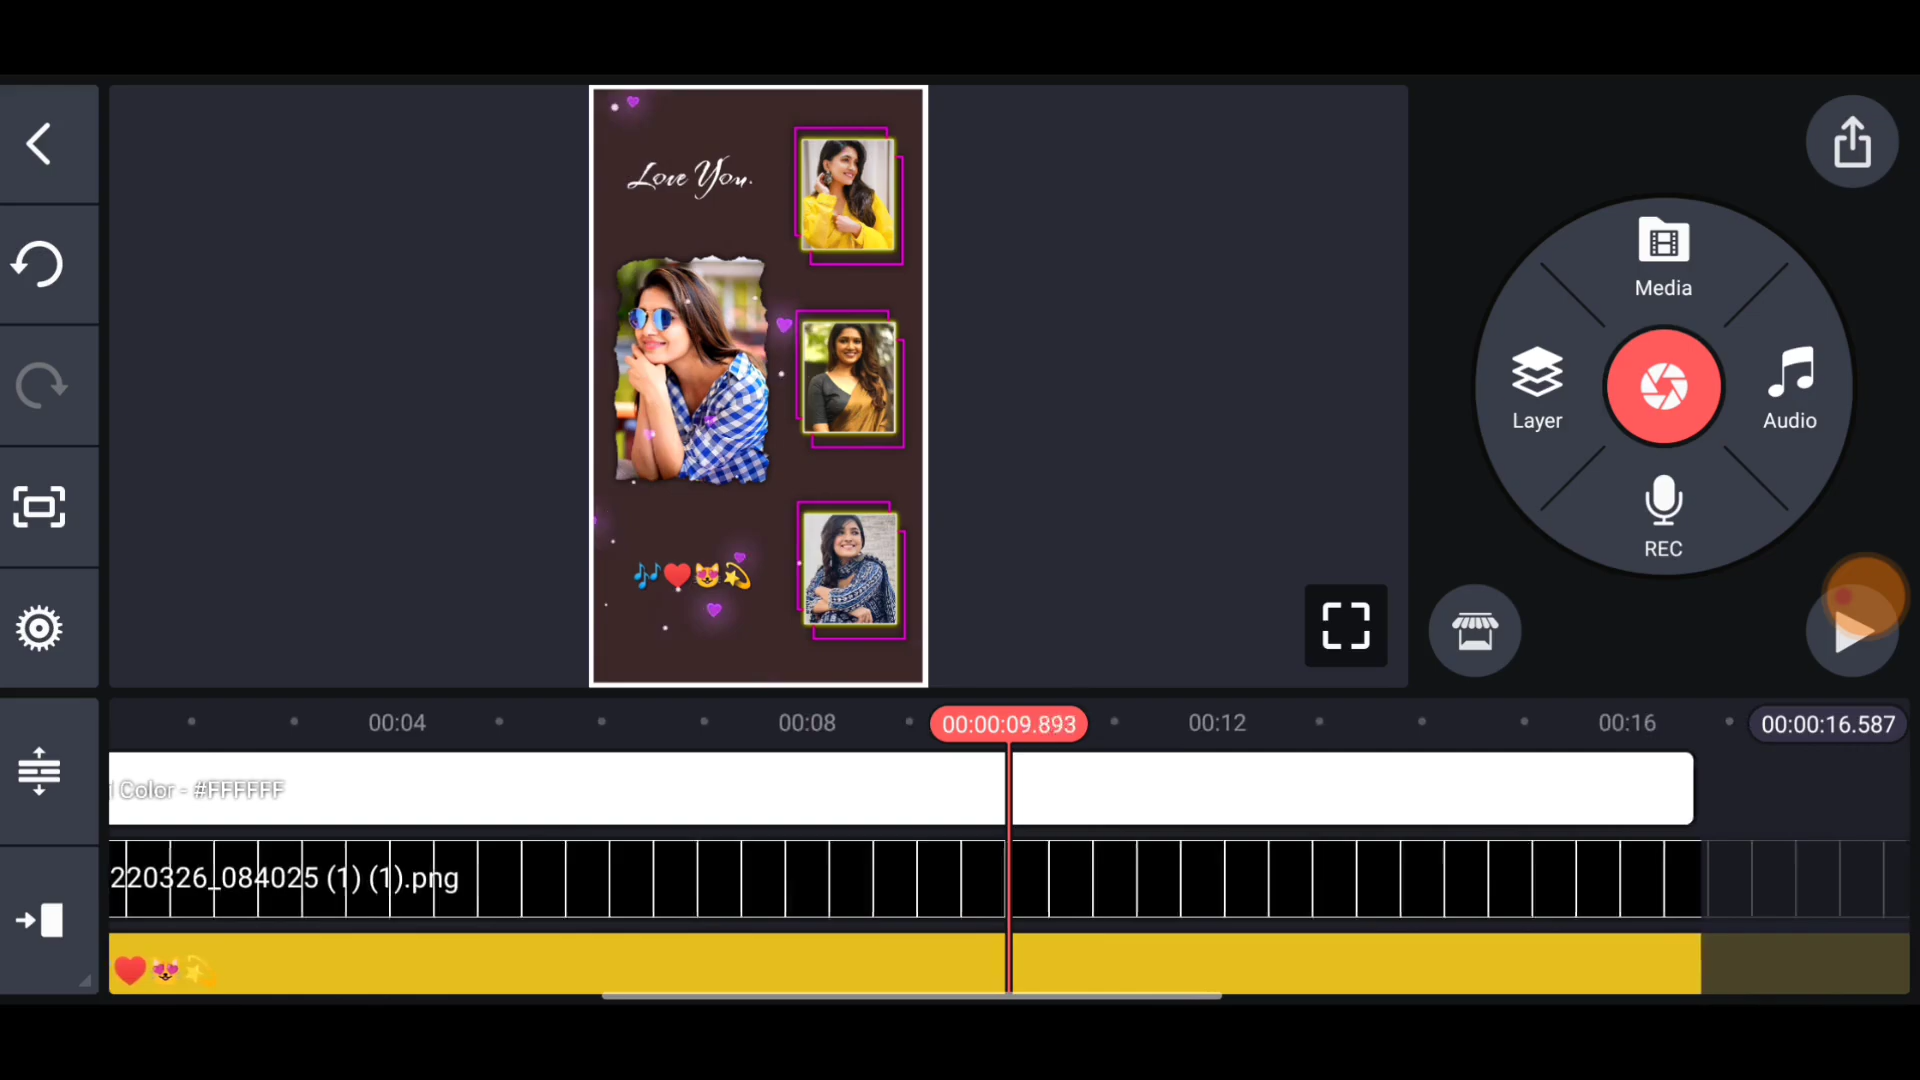 Love You.
🎶❤️😻💫
Media
Layer
Audio
REC
00:04
00:08
00:00:09.893
00:12
00:16
00:00:16.587
Color - #FFFFFF
220326_084025 (1) (1).png
❤️😻💫